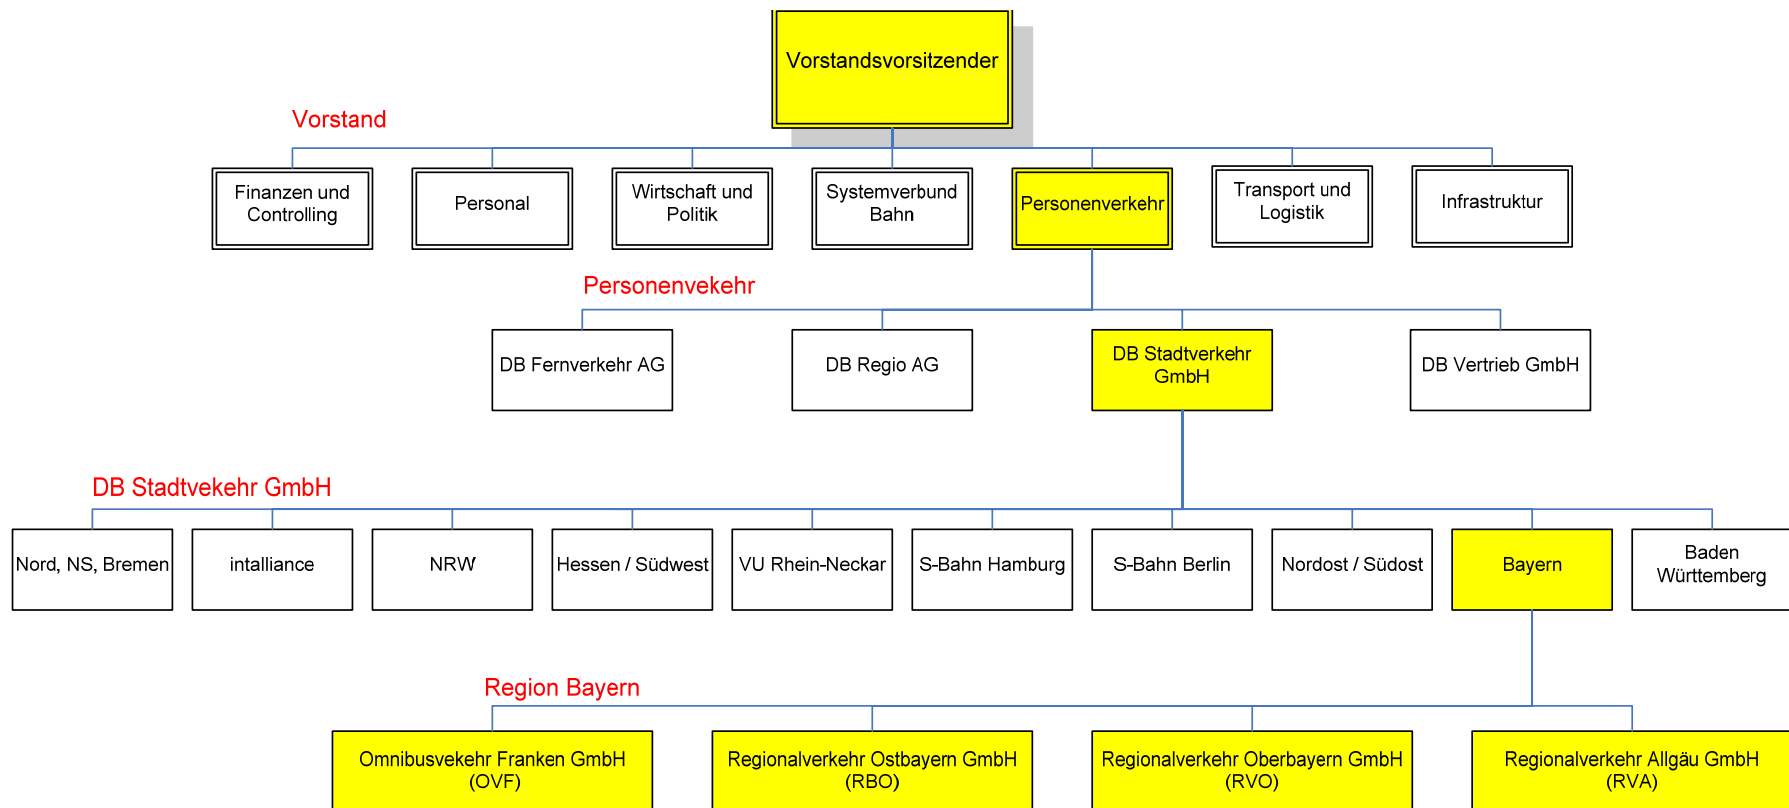 Vorstandsvorsitzender
Vorstand
Finanzen und
Controlling
Personal
Wirtschaft und
Politik
Systemverbund
Bahn
Personenverkehr
Transport und
Logistik
Infrastruktur
Personenvekehr
DB Fernverkehr AG
DB Regio AG
DB Stadtverkehr
GmbH
DB Vertrieb GmbH
DB Stadtvekehr GmbH
Nord, NS, Bremen
intalliance
NRW
Hessen / Südwest
VU Rhein-Neckar
S-Bahn Hamburg
S-Bahn Berlin
Nordost / Südost
Bayern
Baden
Württemberg
Region Bayern
Omnibusvekehr Franken GmbH
(OVF)
Regionalverkehr Ostbayern GmbH
(RBO)
Regionalverkehr Oberbayern GmbH
(RVO)
Regionalverkehr Allgäu GmbH
(RVA)